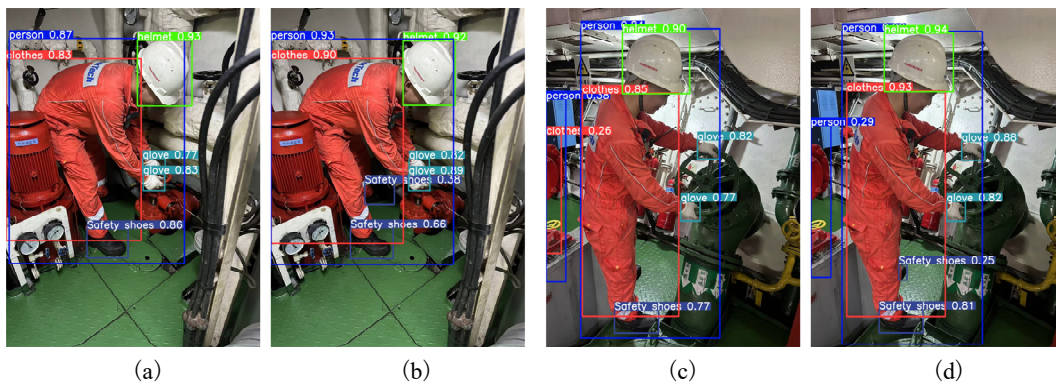 person 0.87
helmet 0.93
clothes 0.83
glove 0.77
glove 0.83
Safety shoes 0.86
(a)
person 0.93
helmet 0.92
clothes 0.90
glove 0.82
glove 0.89
Safety shoes 0.38
Safety shoes 0.66
(b)
helmet 0.90
clothes 0.85
clothes 0.26
glove 0.82
glove 0.77
Safety shoes 0.77
(c)
helmet 0.94
clothes 0.93
person 0.29
glove 0.88
glove 0.82
Safety shoes 0.75
Safety shoes 0.81
(d)